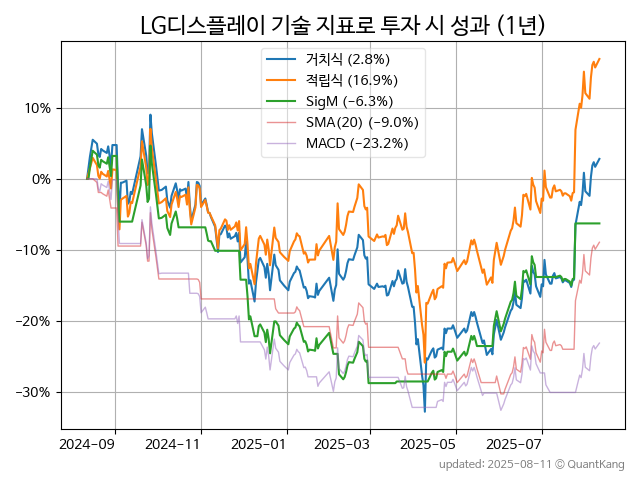 LG디스플레이 기술 지표로 투자 시 성과 (1년)
거치식 (2.8%)
적립식 (16.9%)
SigM (−6.3%)
SMA(20) (−9.0%)
MACD (−23.2%)
10%
0%
−10%
−20%
−30%
2024−09 2024−11 2025−01 2025−03 2025−05 2025−07
updated: 2025-08-11 © QuantKang